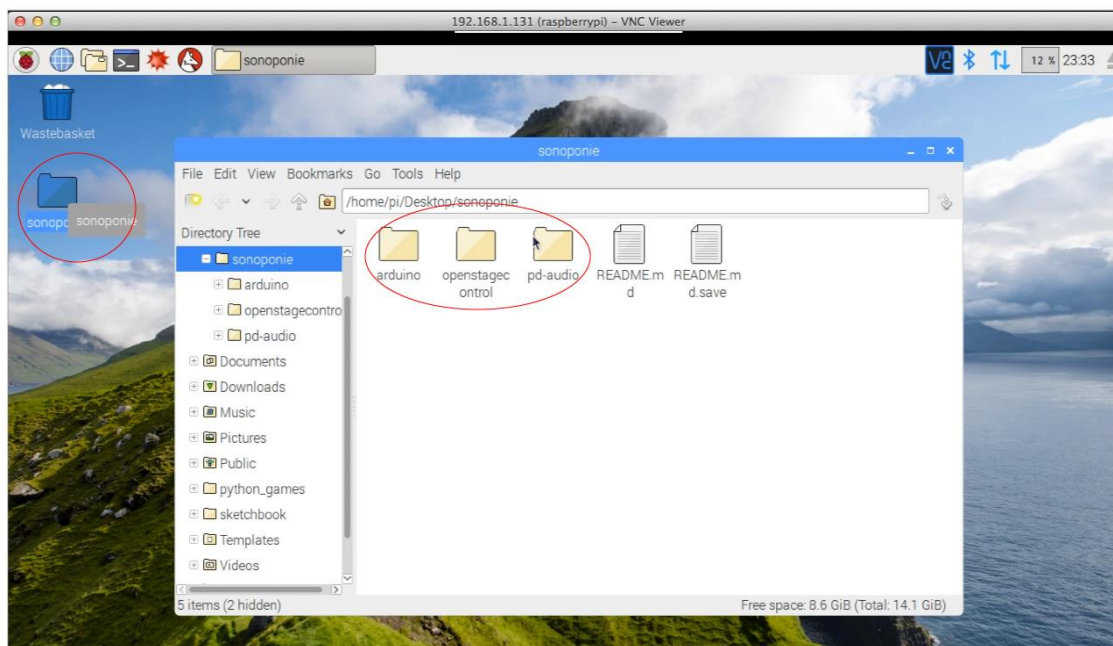 192.168.1.131 (raspberrypi) – VNC Viewer
sonoponie
12 % 23:33
Wastebasket
sonopo
sonoponie
sonoponie
File Edit View Bookmarks Go Tools Help
/home/pi/Desktop/sonoponie
Directory Tree
sonoponie
arduino
openstagecontro
pd-audio
Documents
Downloads
Music
Pictures
Public
python_games
sketchbook
Templates
Videos
arduino
openstagec
ontrol
pd-audio
README.m
d
README.m
d.save
5 items (2 hidden)
Free space: 8.6 GiB (Total: 14.1 GiB)